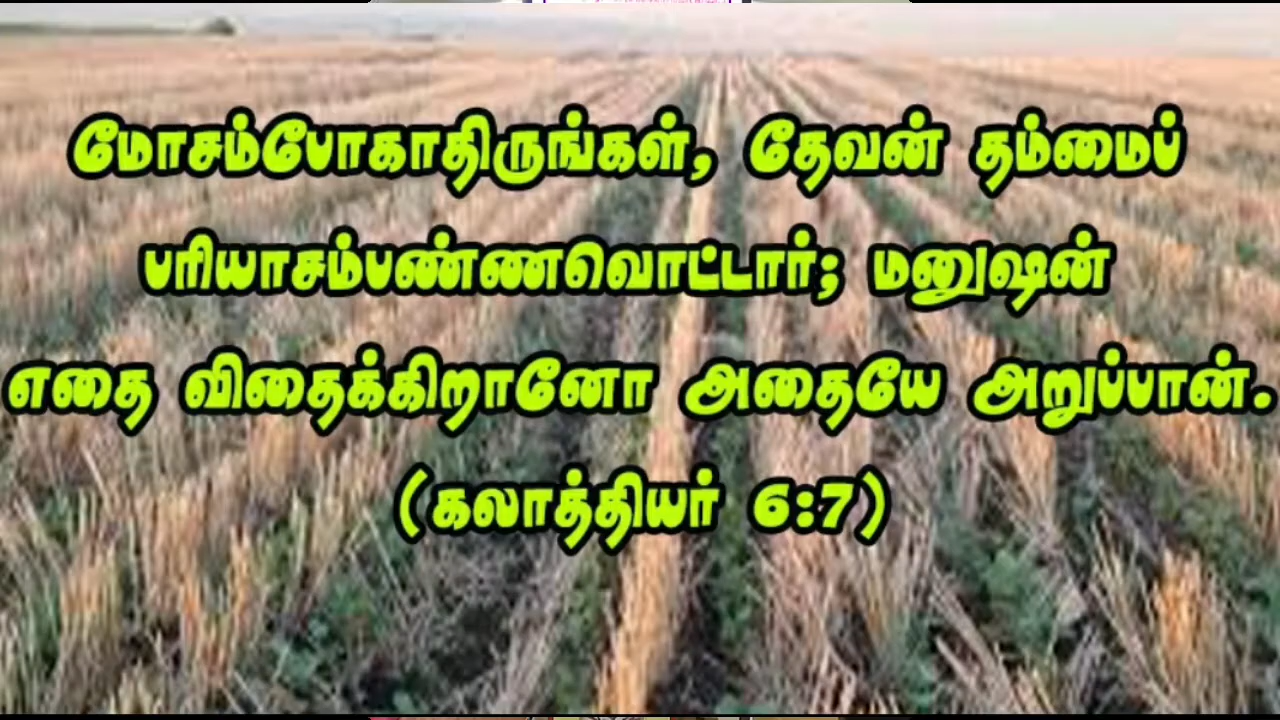 மோசம்போகாதிருங்கள், தேவன் தம்மைப்
பரியாசம்பண்ணவொட்டார்; மனுஷன்
எதை விதைக்கிறானோ அதையே அறுப்பான்.
(கலாத்தியர் 6:7)